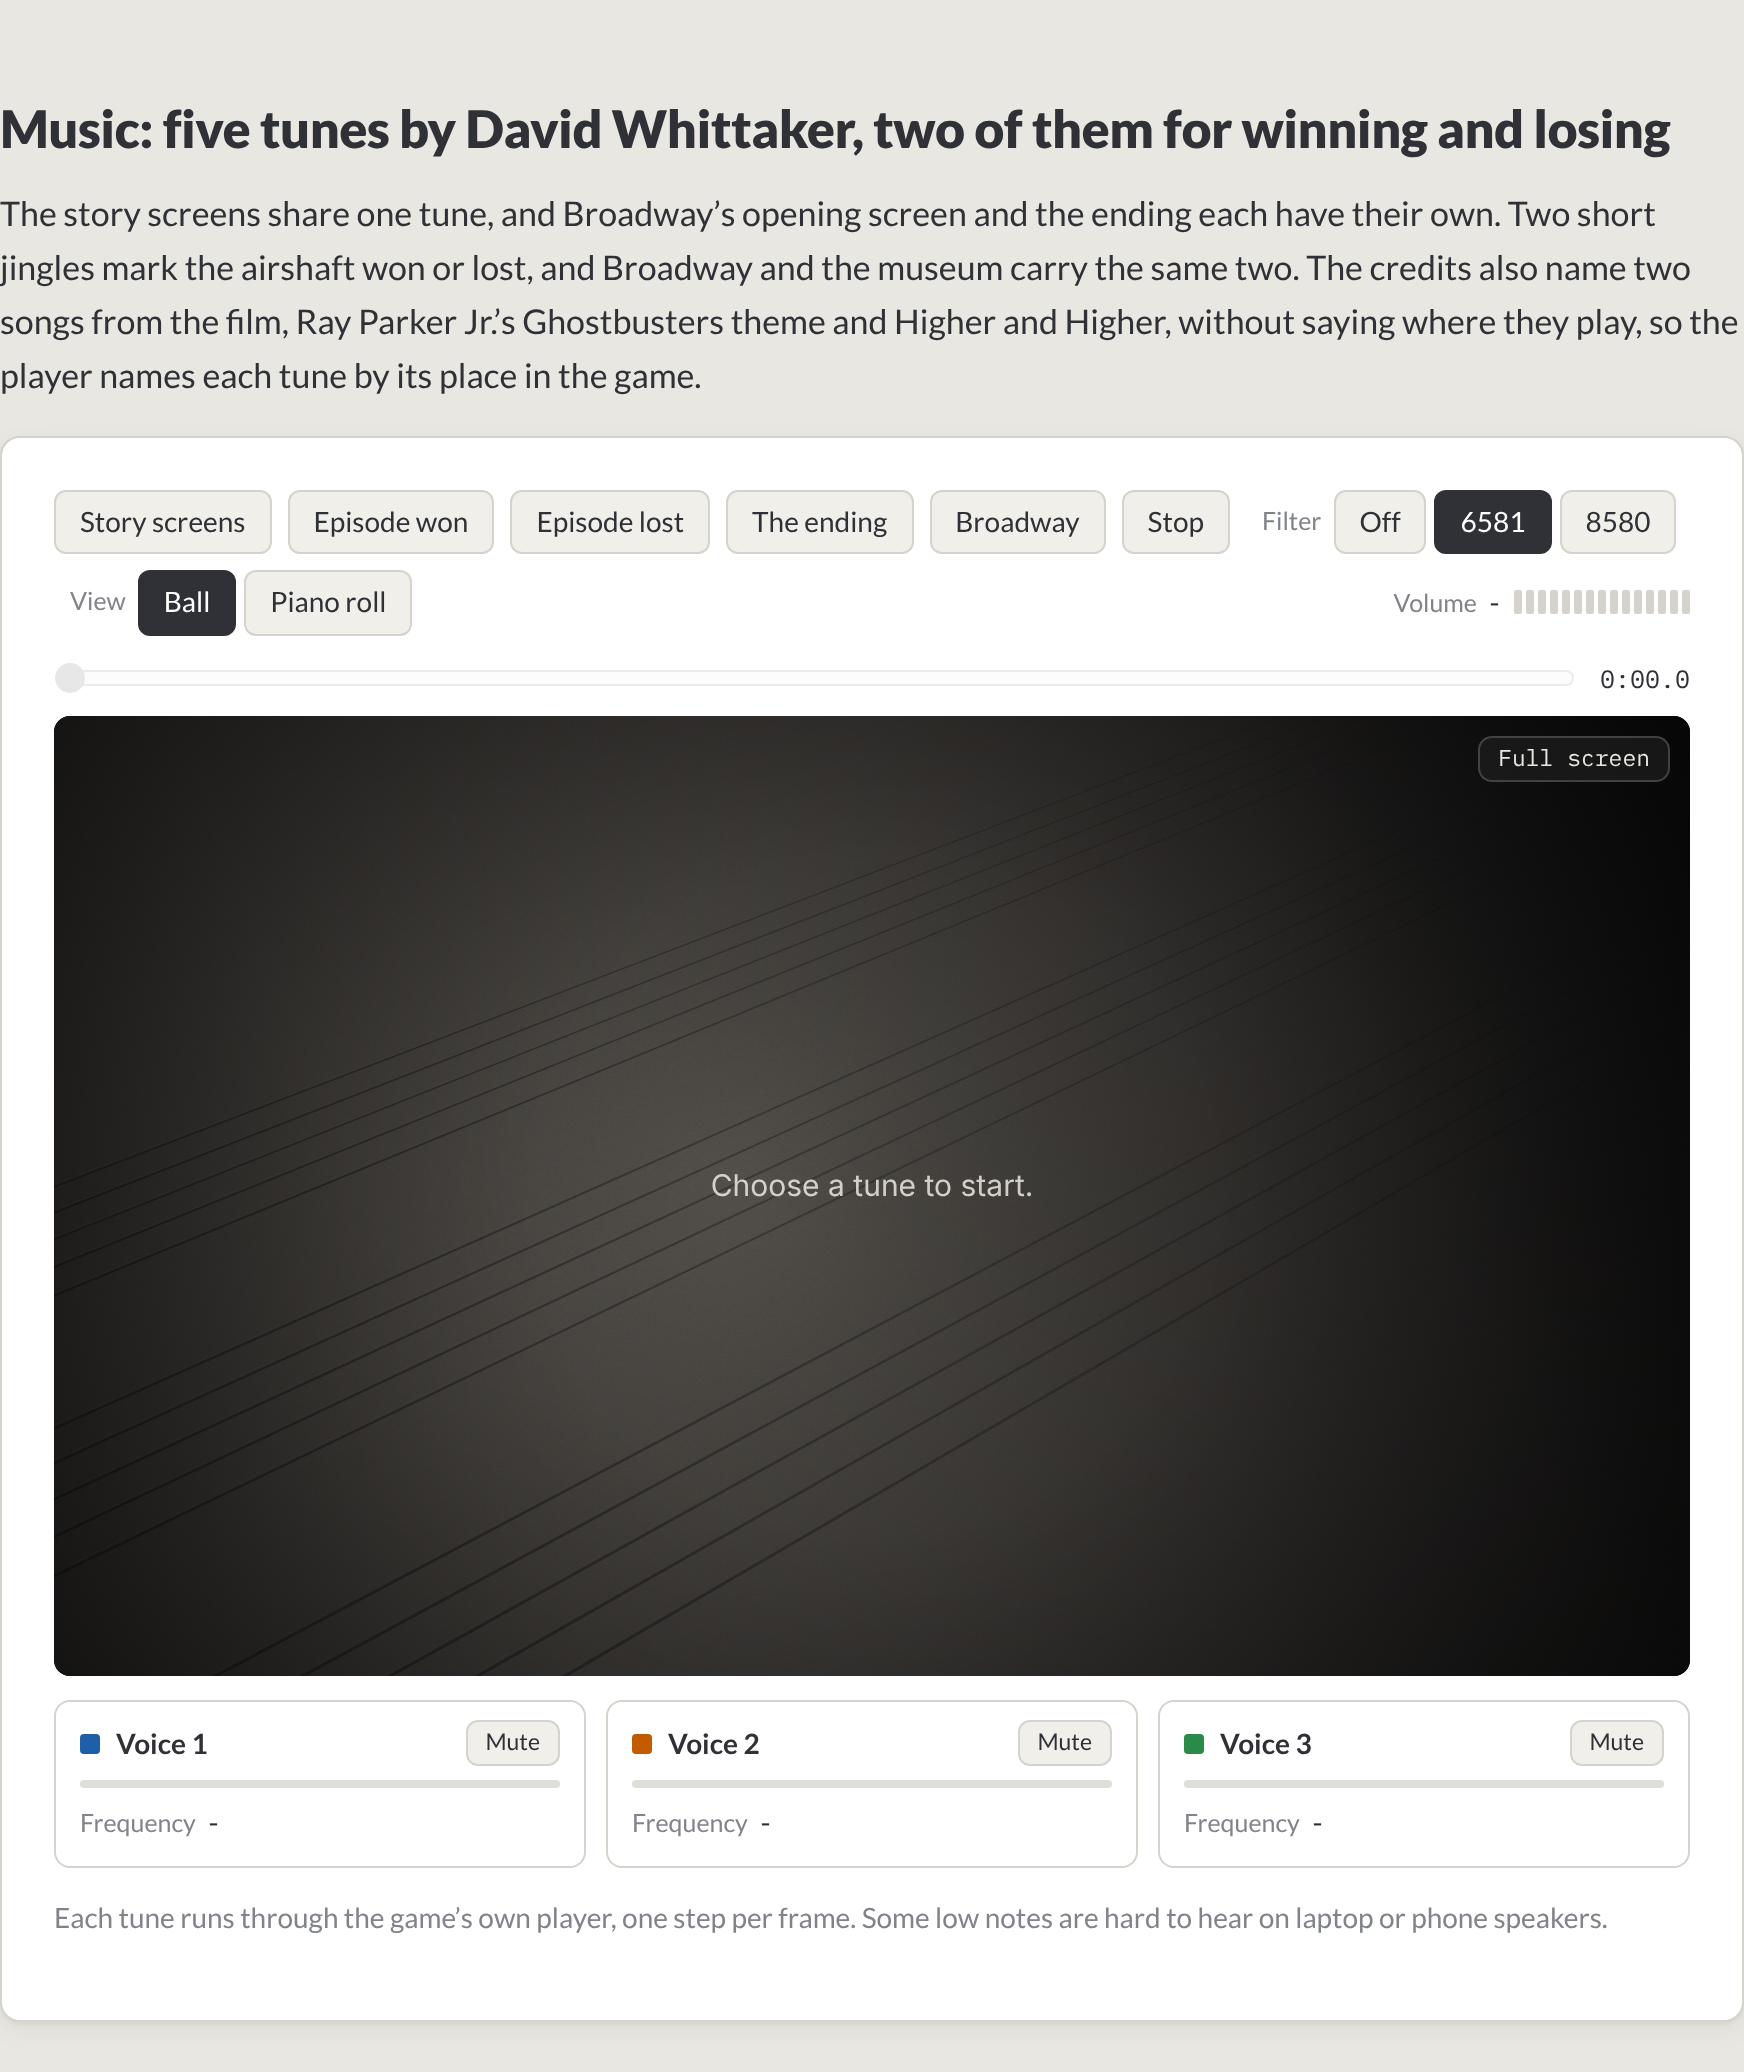 Music: five tunes by David Whittaker, two of them for winning and losing
The story screens share one tune, and Broadway’s opening screen and the ending each have their own. Two short
jingles mark the airshaft won or lost, and Broadway and the museum carry the same two. The credits also name two
songs from the film, Ray Parker Jr.’s Ghostbusters theme and Higher and Higher, without saying where they play, so the
player names each tune by its place in the game.
Story screens Episode won Episode lost The ending Broadway Stop Filter Off 6581 8580
View Ball Piano roll Volume -
0:00.0
Full screen
Choose a tune to start.
Voice 1 Mute Voice 2 Mute Voice 3 Mute
Frequency - Frequency - Frequency -
Each tune runs through the game’s own player, one step per frame. Some low notes are hard to hear on laptop or phone speakers.